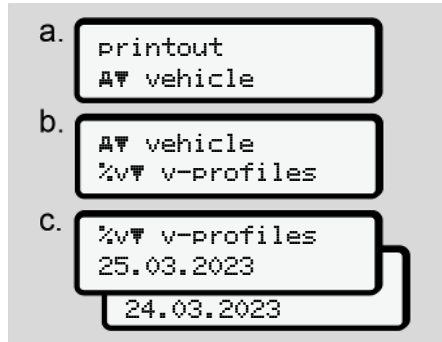 a.
printout
A▼ vehicle
b.
A▼ vehicle
%v▼ v-profiles
c.
%v▼ v-profiles
25.03.2023
24.03.2023